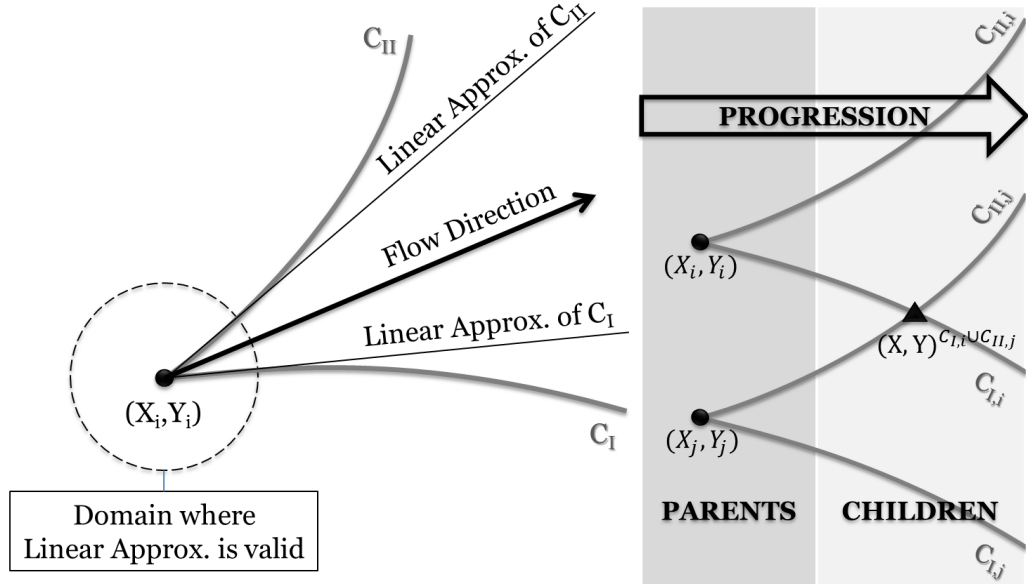 C_II
Linear Approx. of C_II
Flow Direction
Linear Approx. of C_I
(X_i,Y_i)
C_I
Domain where
Linear Approx. is valid
C_II,i
PROGRESSION
C_II,j
(X_i, Y_i)
(X, Y)^C_I,i∪C_II,j
C_I,i
(X_j, Y_j)
PARENTS
CHILDREN
C_I,j